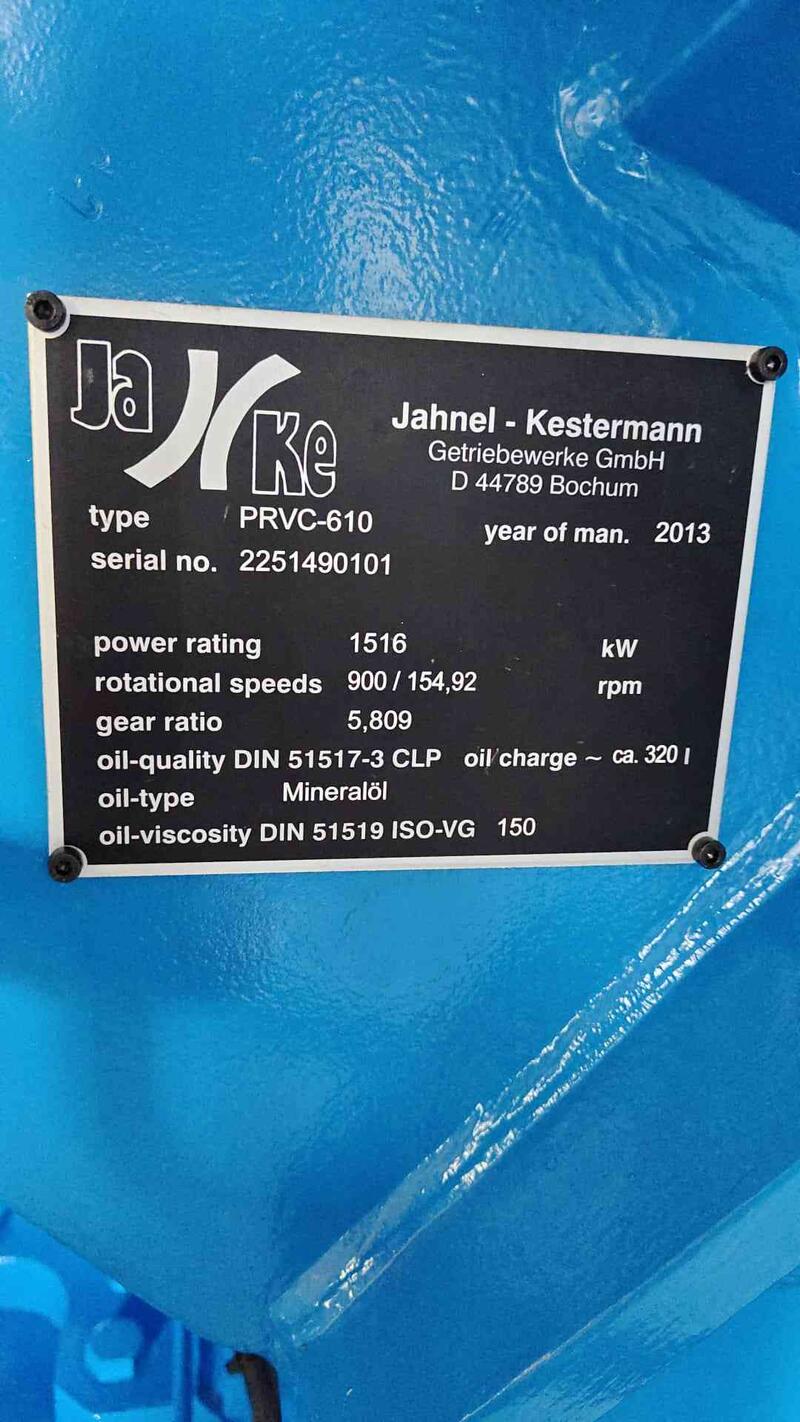 JaKe
Jahnel - Kestermann
Getriebewerke GmbH
D 44789 Bochum
type PRVC-610 year of man. 2013
serial no. 2251490101
power rating 1516 kW
rotational speeds 900 / 154,92 rpm
gear ratio 5,809
oil-quality DIN 51517-3 CLP oil charge ~ ca. 320 l
oil-type Mineralöl
oil-viscosity DIN 51519 ISO-VG 150